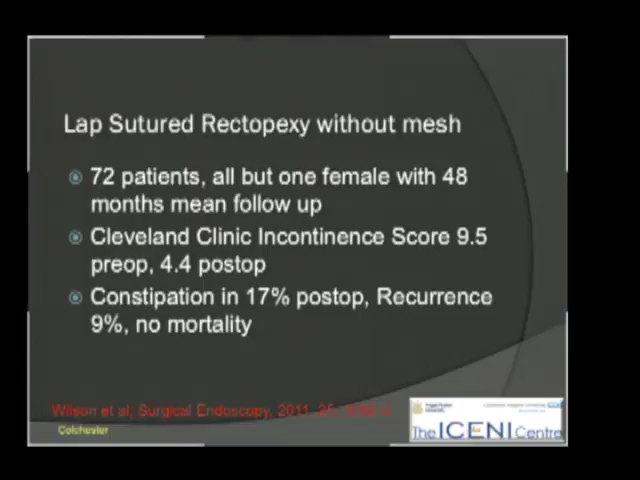 Lap Sutured Rectopexy without mesh
72 patients, all but one female with 48
months mean follow up
Cleveland Clinic Incontinence Score 9.5
preop, 4.4 postop
Constipation in 17% postop, Recurrence
9%, no mortality
Wilson et al, Surgical Endoscopy, 2011
Colchester
The ICENI Centre